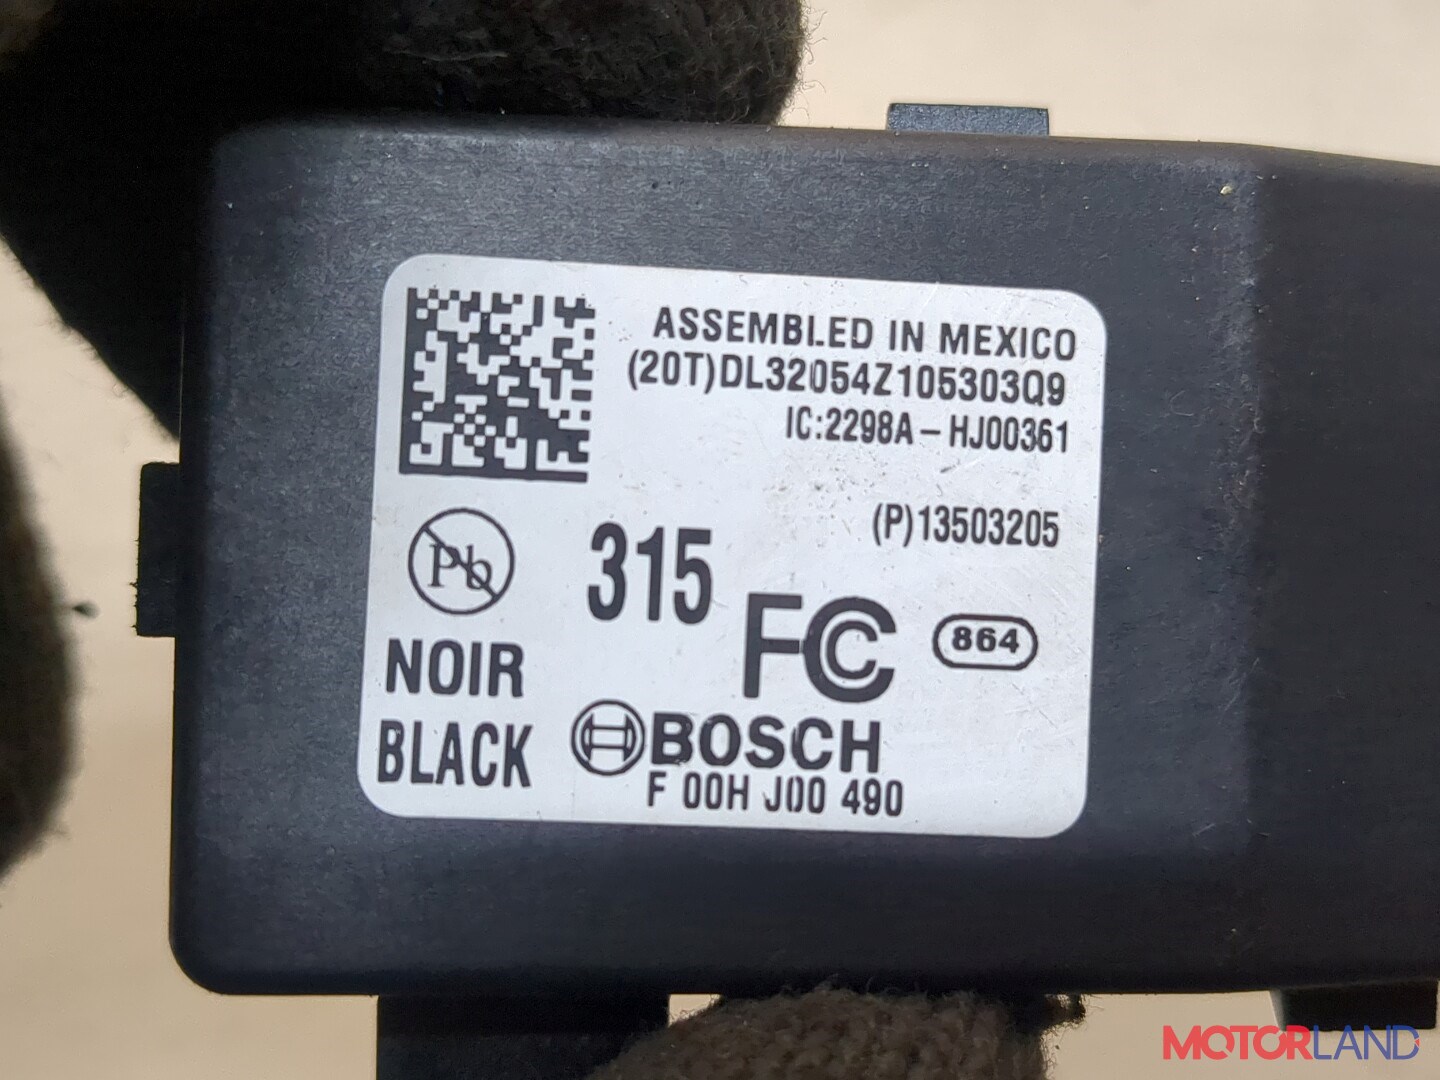 ASSEMBLED IN MEXICO
(20T)DL32054Z105303Q9
IC:2298A-HJ00361
(P)13503205
Pb
315
FC
864
NOIR
BLACK
BOSCH
F 00H J00 490
MOTORLAND